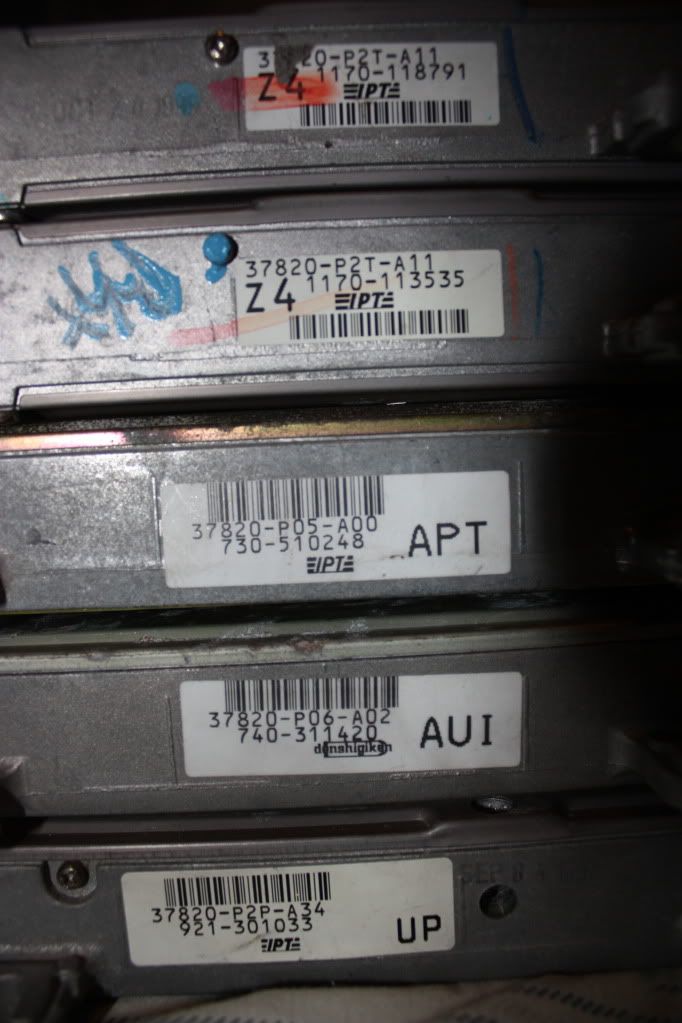 37820-P2T-A11
Z4 1170-118791
IPT
37820-P2T-A11
Z4 1170-113535
IPT
37820-P05-A00
730-510248
APT
IPT
37820-P06-A02
740-311420
AUI
denshigiken
37820-P2P-A34
921-301033
UP
IPT